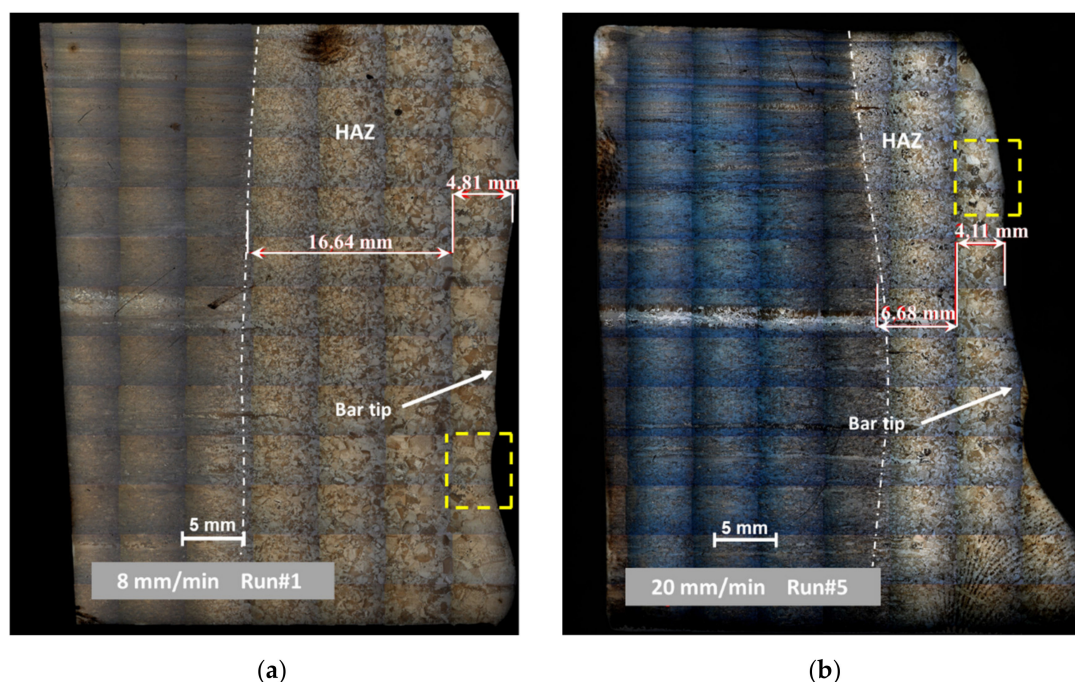 HAZ
4.81 mm
16.64 mm
Bar tip
5 mm
8 mm/min Run#1
(a)
HAZ
4.11 mm
6.68 mm
Bar tip
5 mm
20 mm/min Run#5
(b)